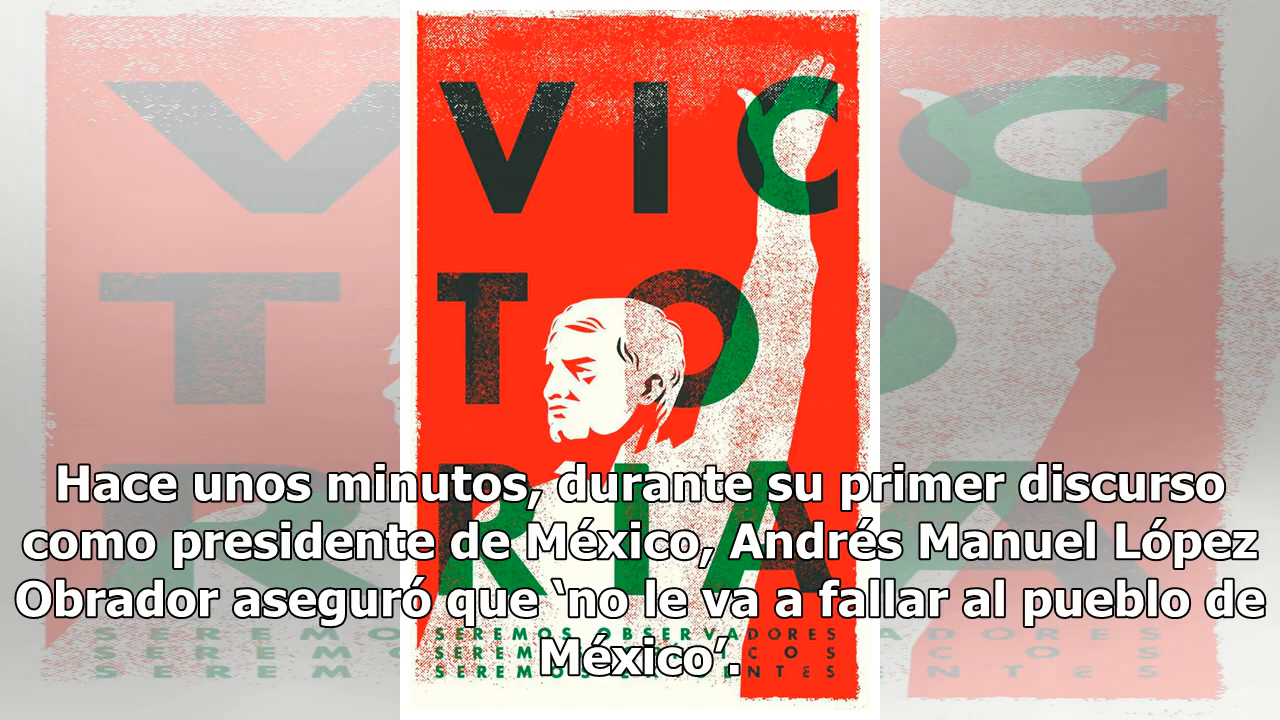 VIC
TO
RIA
Hace unos minutos, durante su primer discurso
como presidente de México, Andrés Manuel López
Obrador aseguró que ‘no le va a fallar al pueblo de
México’.
SEREMOS OBSERVADORES
SEREMOS
SEREMOS